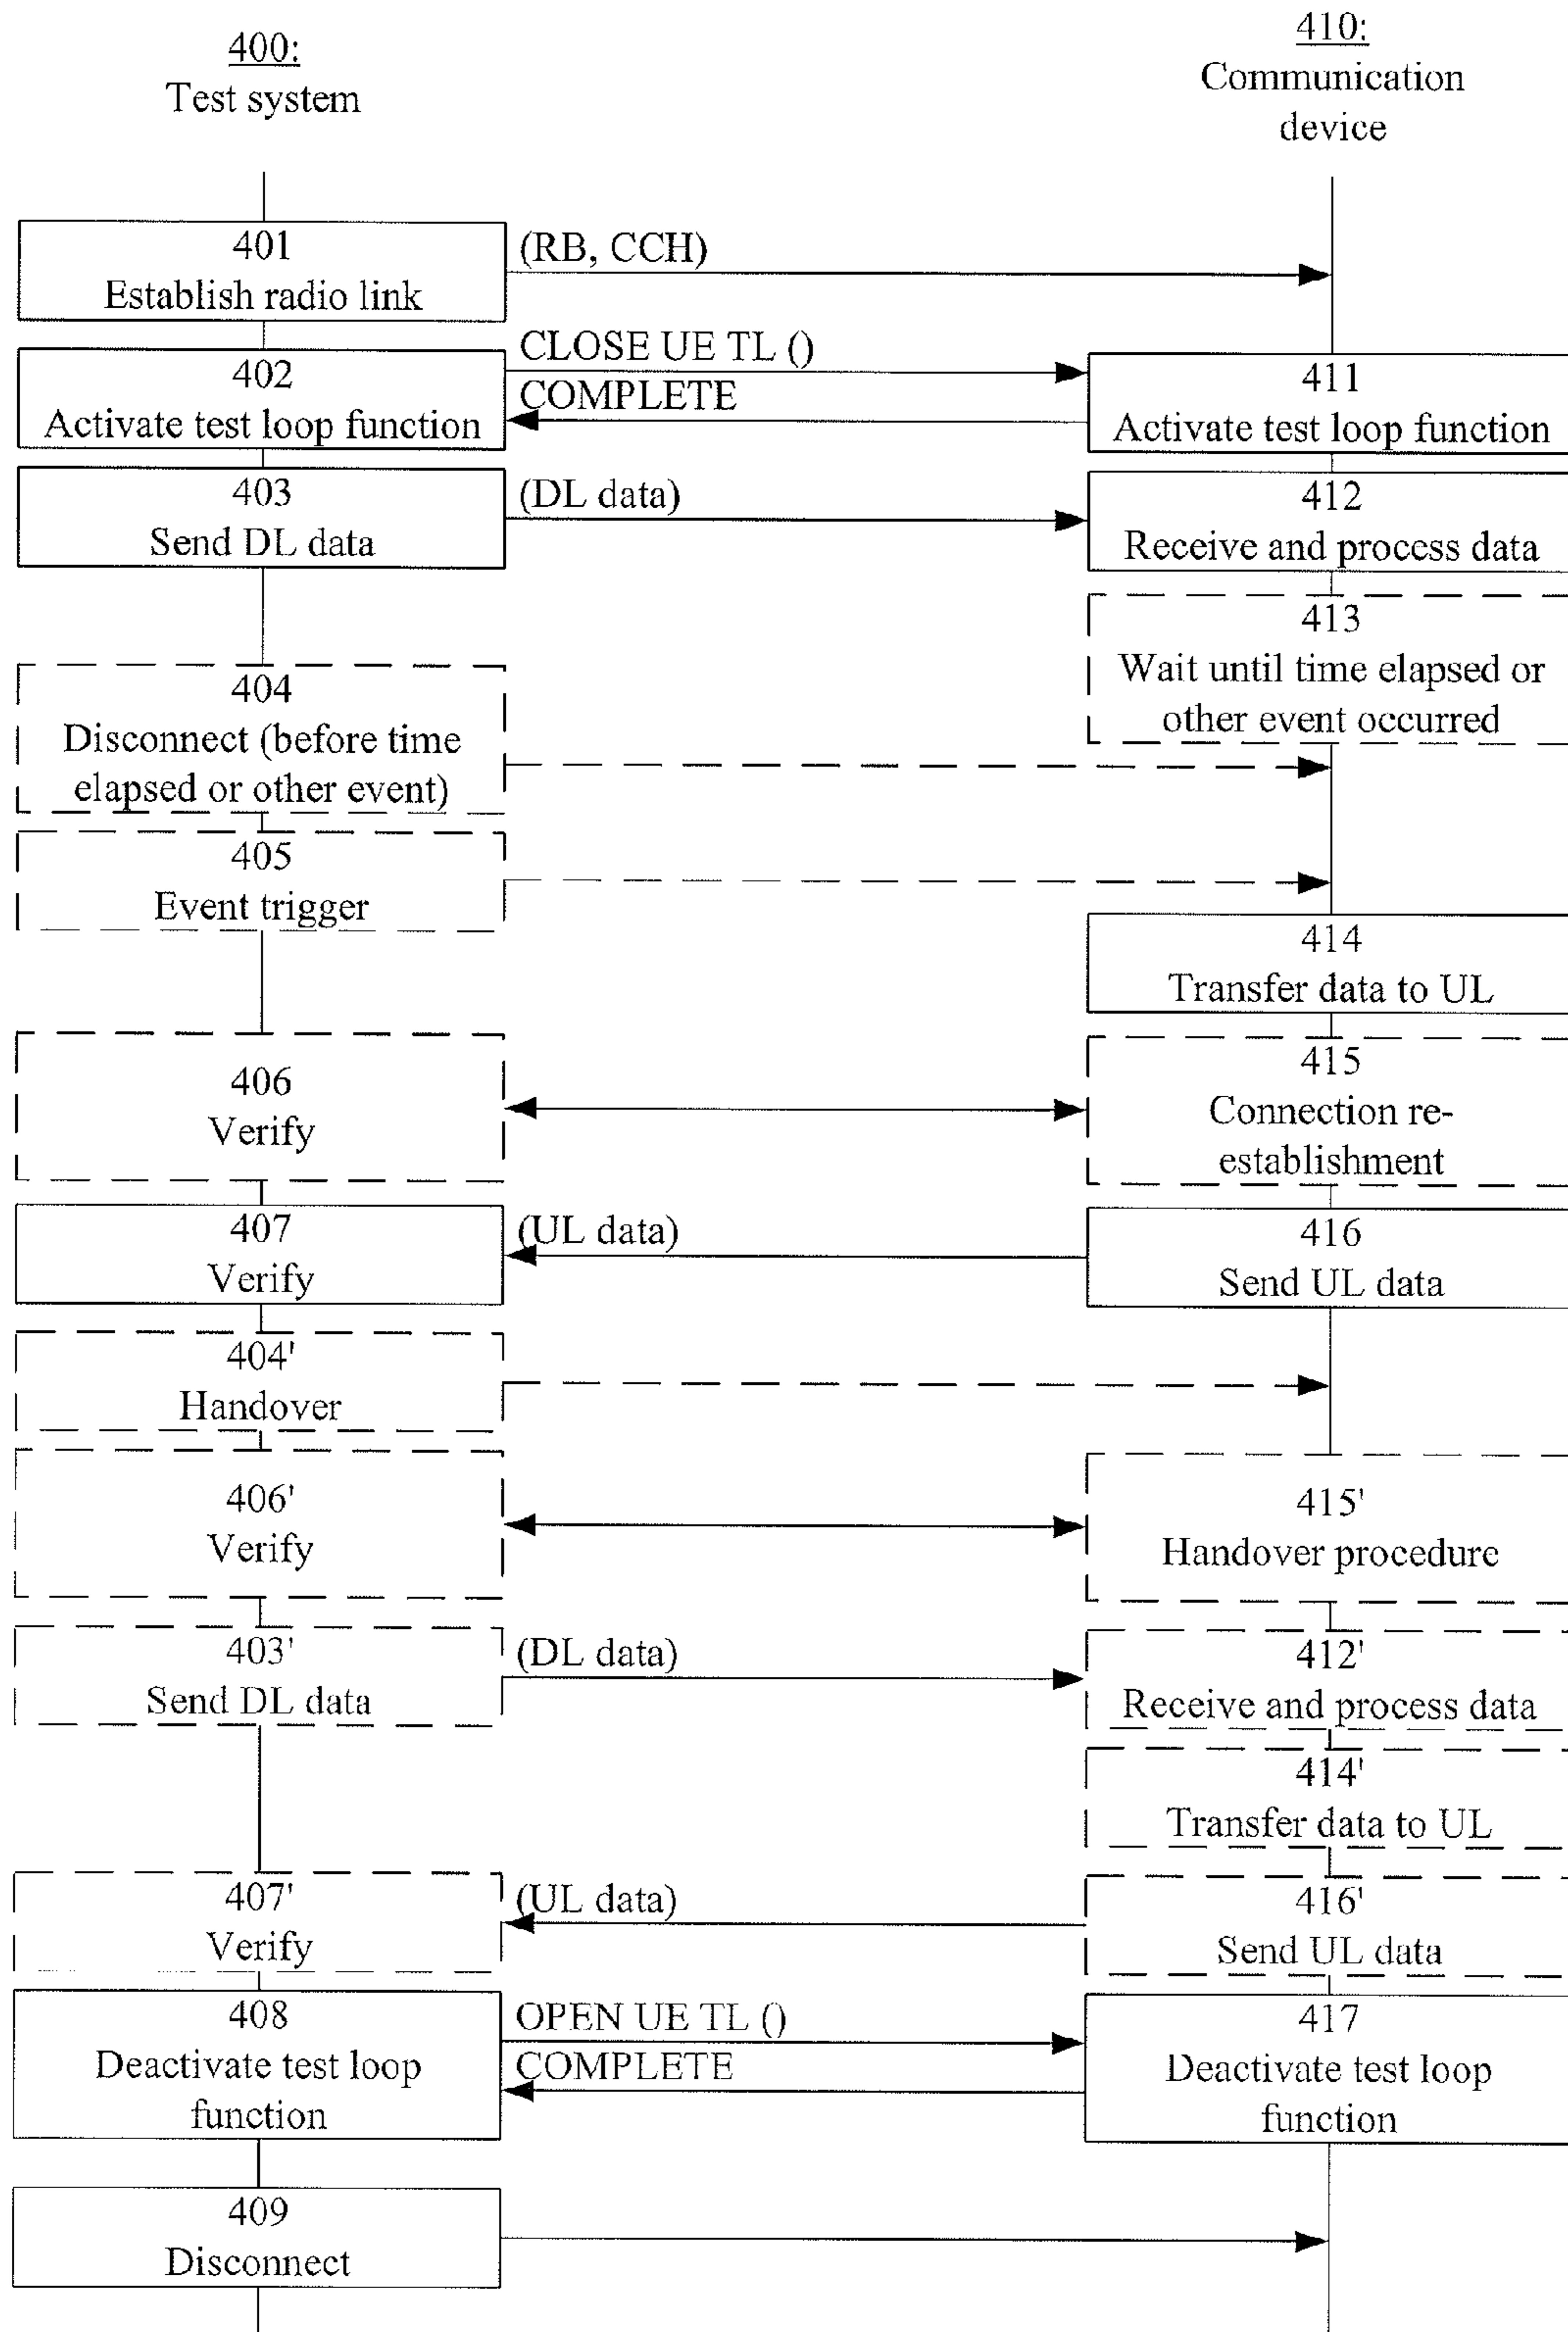 400:
Test system
410:
Communication
device
401
Establish radio link
(RB, CCH)
402
Activate test loop function
CLOSE UE TL ()
COMPLETE
411
Activate test loop function
403
Send DL data
(DL data)
412
Receive and process data
413
Wait until time elapsed or
other event occurred
404
Disconnect (before time
elapsed or other event)
405
Event trigger
414
Transfer data to UL
406
Verify
415
Connection re-
establishment
407
Verify
(UL data)
416
Send UL data
404'
Handover
406'
Verify
415'
Handover procedure
403'
Send DL data
(DL data)
412'
Receive and process data
414'
Transfer data to UL
407'
Verify
(UL data)
416'
Send UL data
408
Deactivate test loop
function
OPEN UE TL ()
COMPLETE
417
Deactivate test loop
function
409
Disconnect